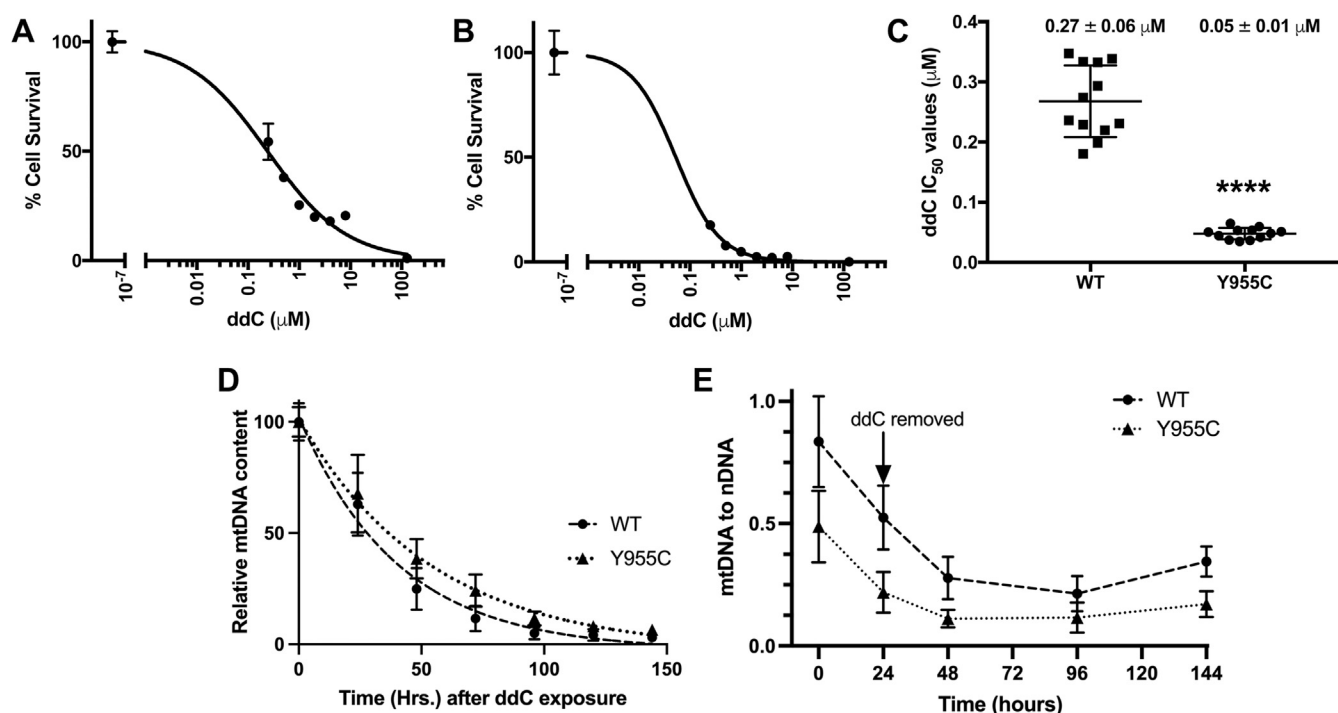 A
% Cell Survival
100
50
0
10-7
0.01
0.1
1
10
100
ddC (μM)
B
% Cell Survival
100
50
0
10-7
0.01
0.1
1
10
100
ddC (μM)
C
0.27 ± 0.06 μM 0.05 ± 0.01 μM
ddC IC50 values (μM)
0.4
0.3
0.2
0.1
0.0
****
WT Y955C
D
Relative mtDNA content
100
50
0
WT
Y955C
0 50 100 150
Time (Hrs.) after ddC exposure
E
mtDNA to nDNA
1.0
0.5
0.0
ddC removed
WT
Y955C
0 24 48 72 96 120 144
Time (hours)